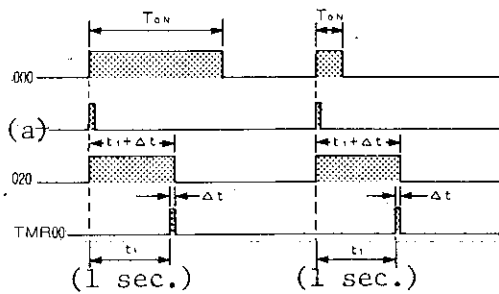 TON TON
000
(a) t1+Δt t1+Δt
020 Δt Δt
TMR00
t1 t1
(1 sec.) (1 sec.)